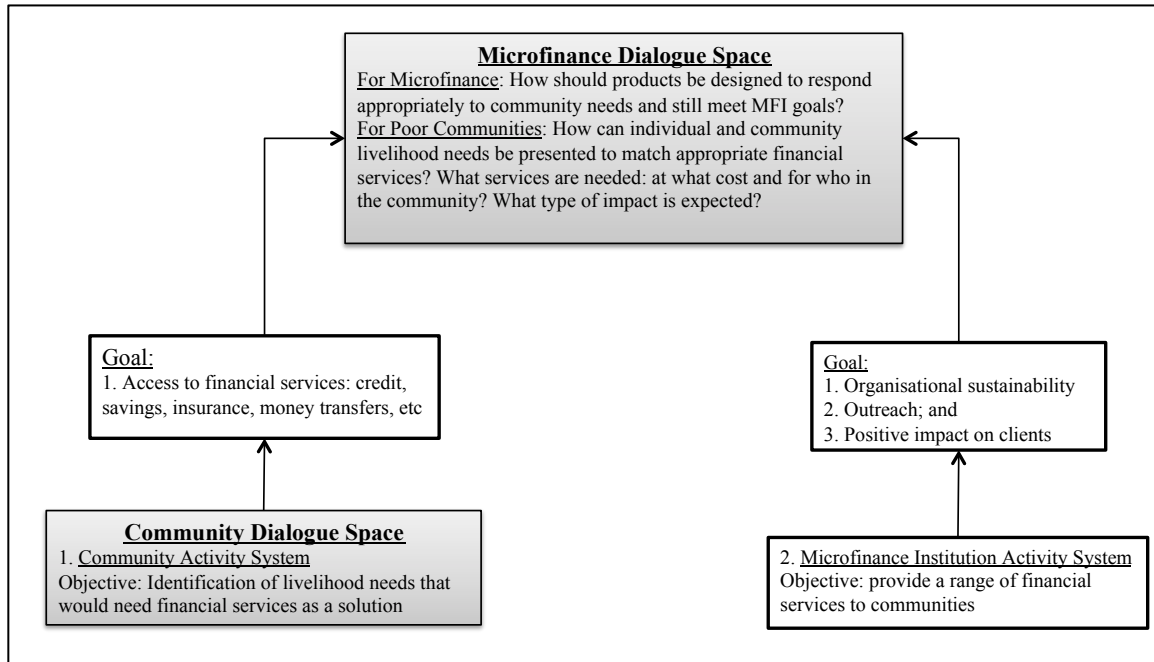 Microfinance Dialogue Space
For Microfinance: How should products be designed to respond
appropriately to community needs and still meet MFI goals?
For Poor Communities: How can individual and community
livelihood needs be presented to match appropriate financial
services? What services are needed: at what cost and for who in
the community? What type of impact is expected?
Goal:
1. Access to financial services: credit,
savings, insurance, money transfers, etc
Goal:
1. Organisational sustainability
2. Outreach; and
3. Positive impact on clients
Community Dialogue Space
1. Community Activity System
Objective: Identification of livelihood needs that
would need financial services as a solution
2. Microfinance Institution Activity System
Objective: provide a range of financial
services to communities